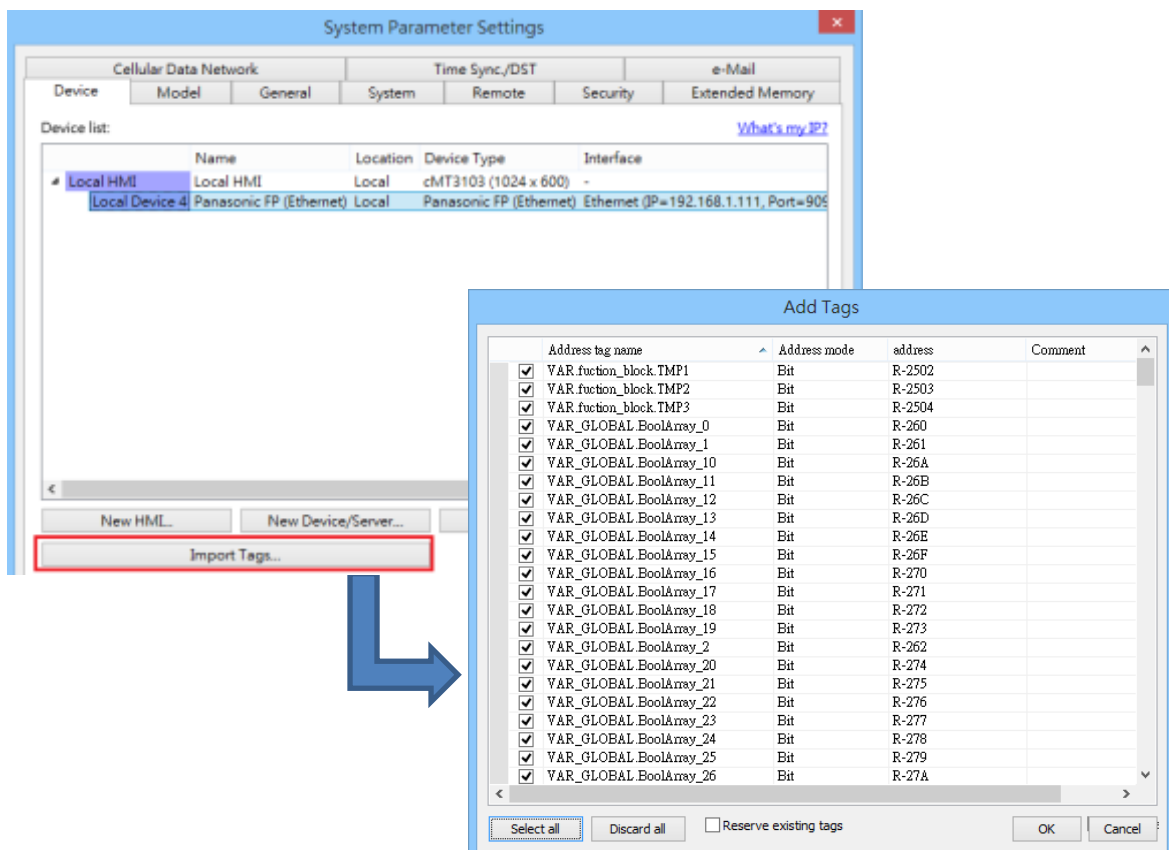 System Parameter Settings
Cellular Data Network Time Sync./DST e-Mail
Device Model General System Remote Security Extended Memory
Device list: What's my IP?
Name Location Device Type Interface
Local HMI Local HMI Local cMT3103 (1024 x 600) -
Local Device 4 Panasonic FP (Ethernet) Local Panasonic FP (Ethernet) Ethernet (IP=192.168.1.111, Port=909
New HMI... New Device/Server...
Import Tags...
Add Tags
Address tag name Address mode address Comment
VAR.fuction_block.TMP1 Bit R-2502
VAR.fuction_block.TMP2 Bit R-2503
VAR.fuction_block.TMP3 Bit R-2504
VAR_GLOBAL.BoolArray_0 Bit R-260
VAR_GLOBAL.BoolArray_1 Bit R-261
VAR_GLOBAL.BoolArray_10 Bit R-26A
VAR_GLOBAL.BoolArray_11 Bit R-26B
VAR_GLOBAL.BoolArray_12 Bit R-26C
VAR_GLOBAL.BoolArray_13 Bit R-26D
VAR_GLOBAL.BoolArray_14 Bit R-26E
VAR_GLOBAL.BoolArray_15 Bit R-26F
VAR_GLOBAL.BoolArray_16 Bit R-270
VAR_GLOBAL.BoolArray_17 Bit R-271
VAR_GLOBAL.BoolArray_18 Bit R-272
VAR_GLOBAL.BoolArray_19 Bit R-273
VAR_GLOBAL.BoolArray_2 Bit R-262
VAR_GLOBAL.BoolArray_20 Bit R-274
VAR_GLOBAL.BoolArray_21 Bit R-275
VAR_GLOBAL.BoolArray_22 Bit R-276
VAR_GLOBAL.BoolArray_23 Bit R-277
VAR_GLOBAL.BoolArray_24 Bit R-278
VAR_GLOBAL.BoolArray_25 Bit R-279
VAR_GLOBAL.BoolArray_26 Bit R-27A
Select all Discard all Reserve existing tags OK Cancel